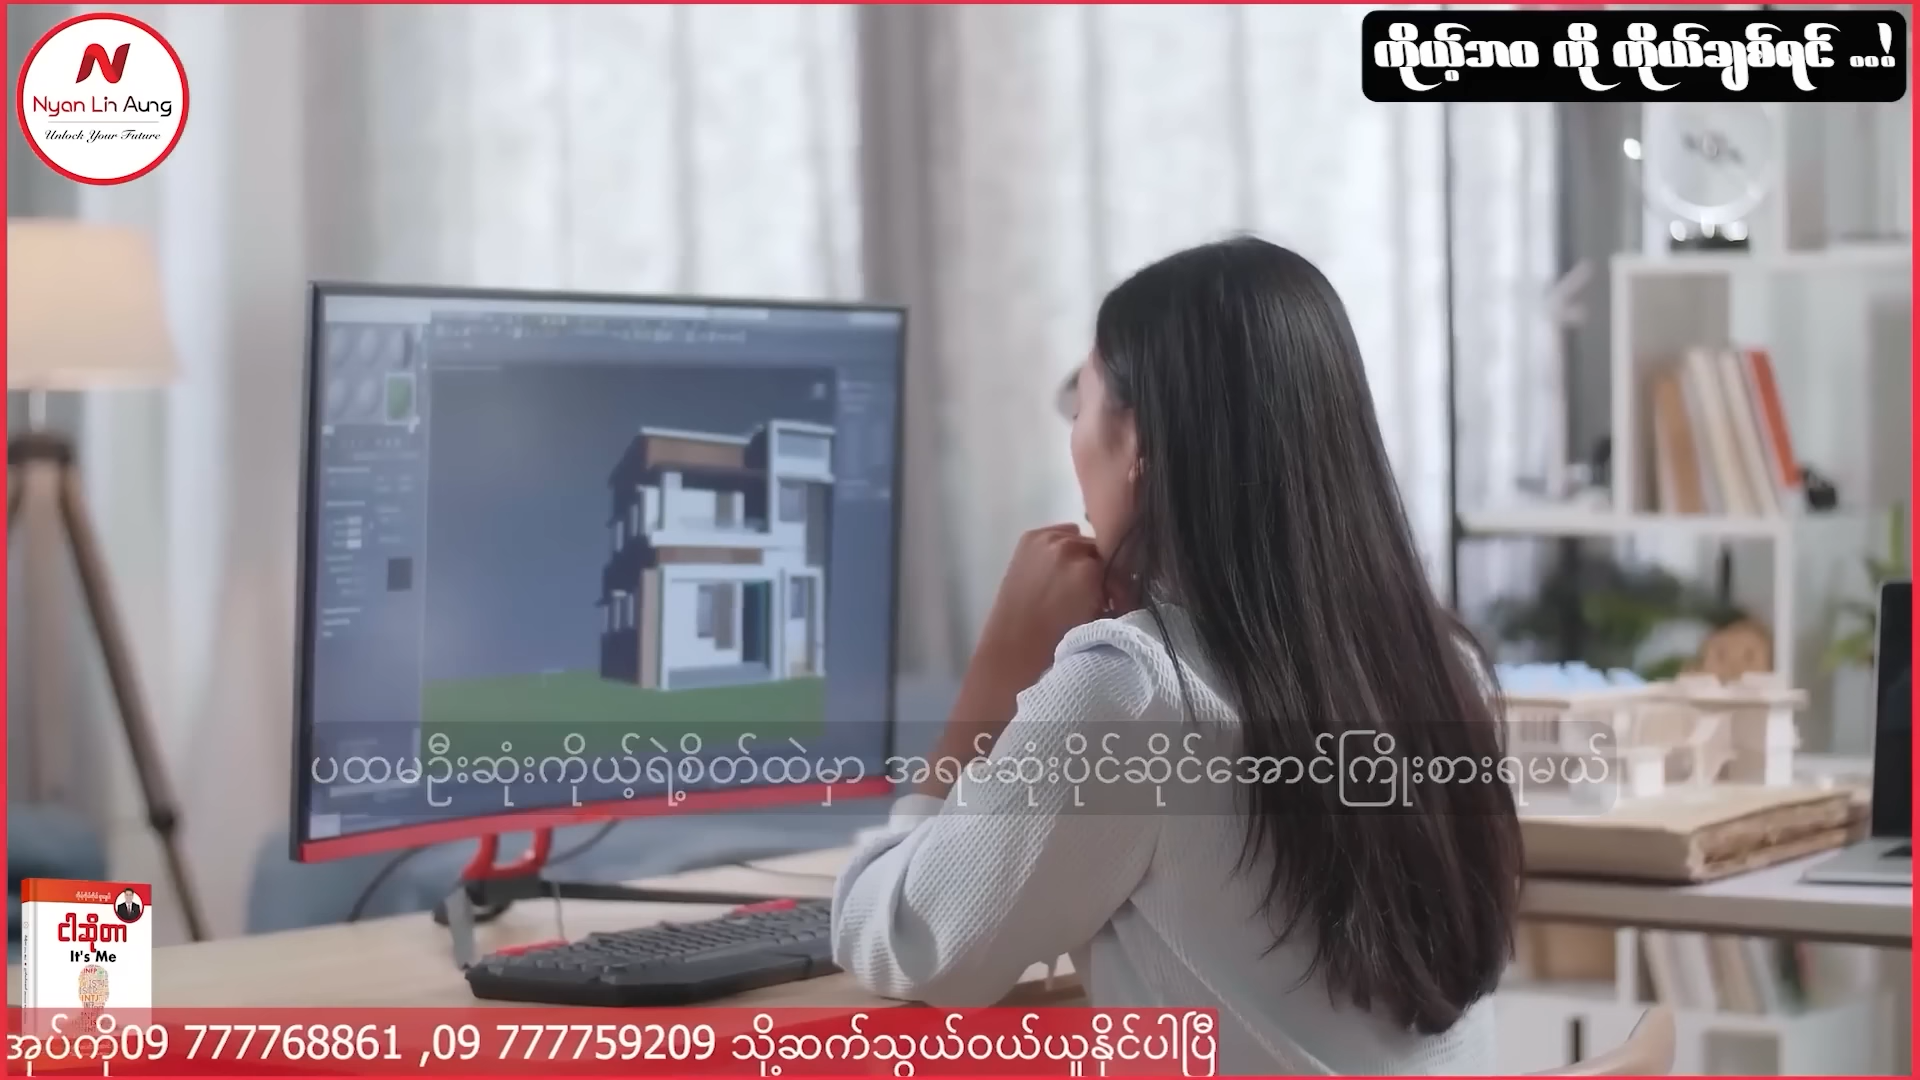 Nyan Lin Aung
Unlock Your Future
ကိုယ့်ဘဝ ကို ကိုယ်ချစ်ရင် ...!
ပထမဦးဆုံးကိုယ့်ရဲ့စိတ်ထဲမှာ အရင်ဆုံးပိုင်ဆိုင်အောင်ကြိုးစားရမယ်
ငါဆိုတာ
It's Me
INTJ
အုပ်ကို09 777768861 ,09 777759209 သို့ဆက်သွယ်ဝယ်ယူနိုင်ပါပြီ